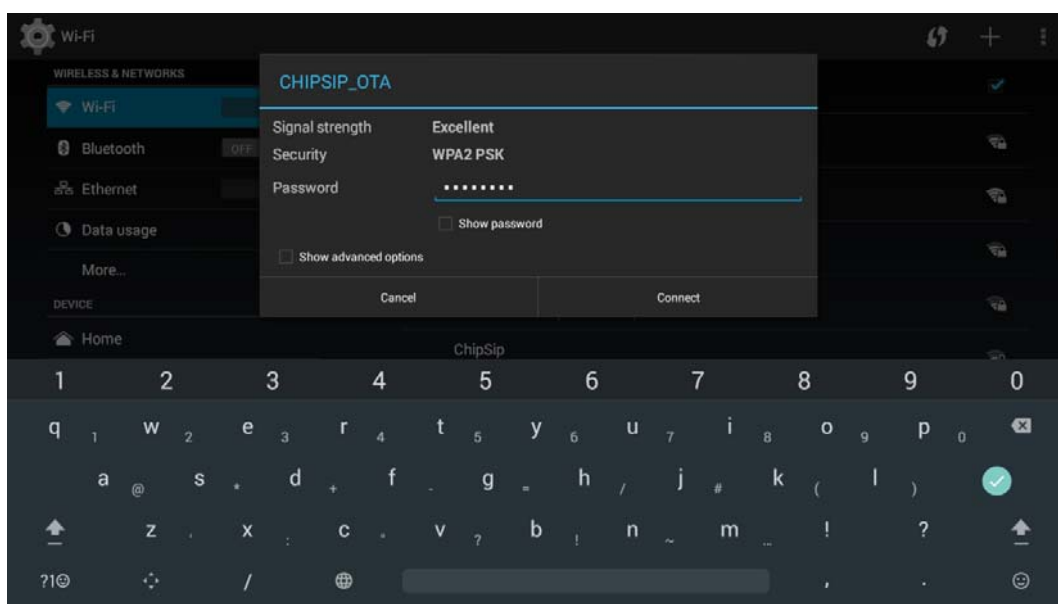 Wi-Fi
WIRELESS & NETWORKS
Wi-Fi
Bluetooth OFF
Ethernet
Data usage
More...
DEVICE
Home
CHIPSIP_OTA
Signal strength Excellent
Security WPA2 PSK
Password ••••••••
Show password
Show advanced options
Cancel Connect
ChipSip
1 2 3 4 5 6 7 8 9 0
q 1 w 2 e 3 r 4 t 5 y 6 u 7 i 8 o 9 p 0
a @ s * d + f - g = h / j # k ( l )
z x : c v ? b ! n ~ m ... ! ?
?1☺ / , .